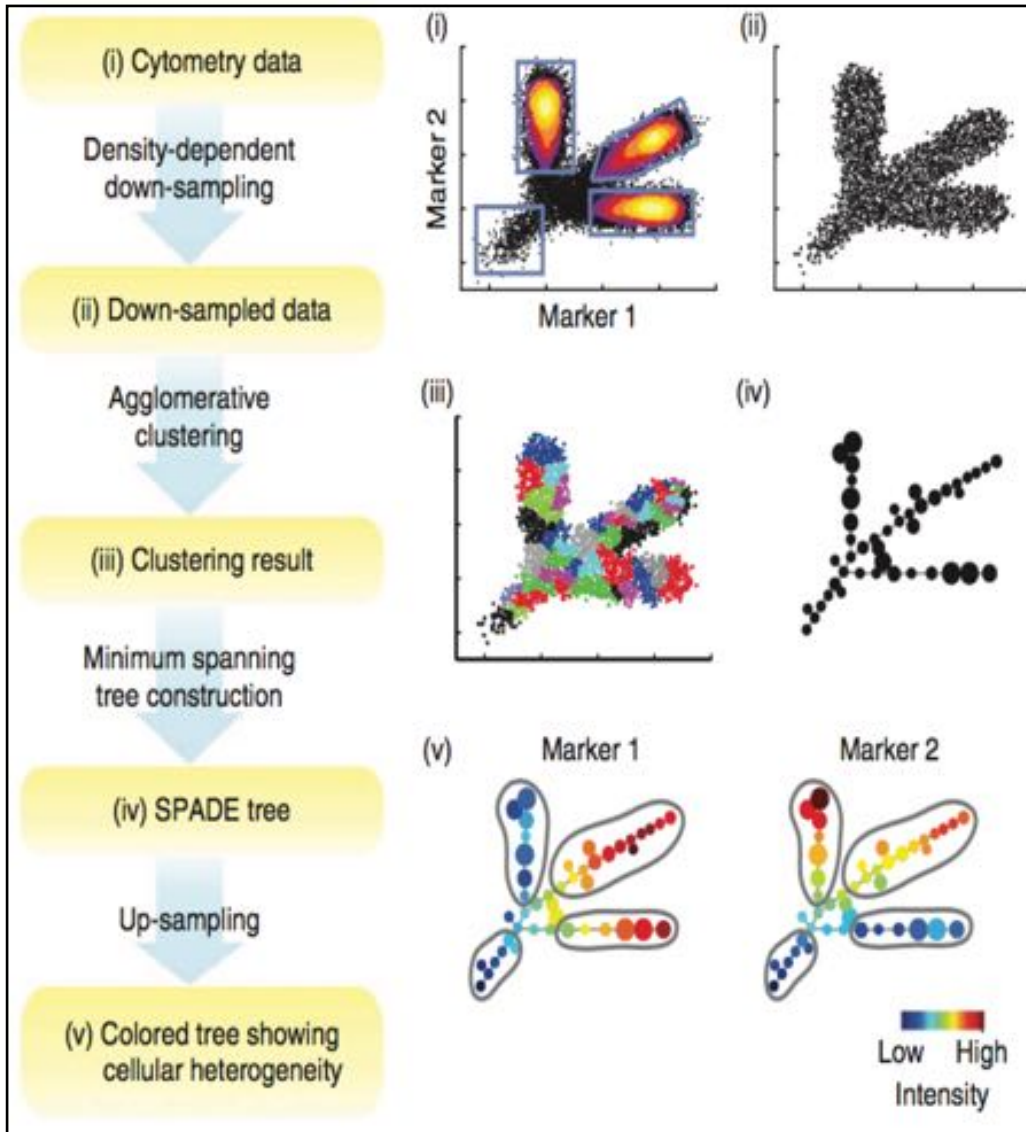 (i) Cytometry data
Density-dependent
down-sampling
(ii) Down-sampled data
Agglomerative
clustering
(iii) Clustering result
Minimum spanning
tree construction
(iv) SPADE tree
Up-sampling
(v) Colored tree showing
cellular heterogeneity
(i)
Marker 2
Marker 1
(ii)
(iii)
(iv)
(v)
Marker 1
Marker 2
Low High
Intensity